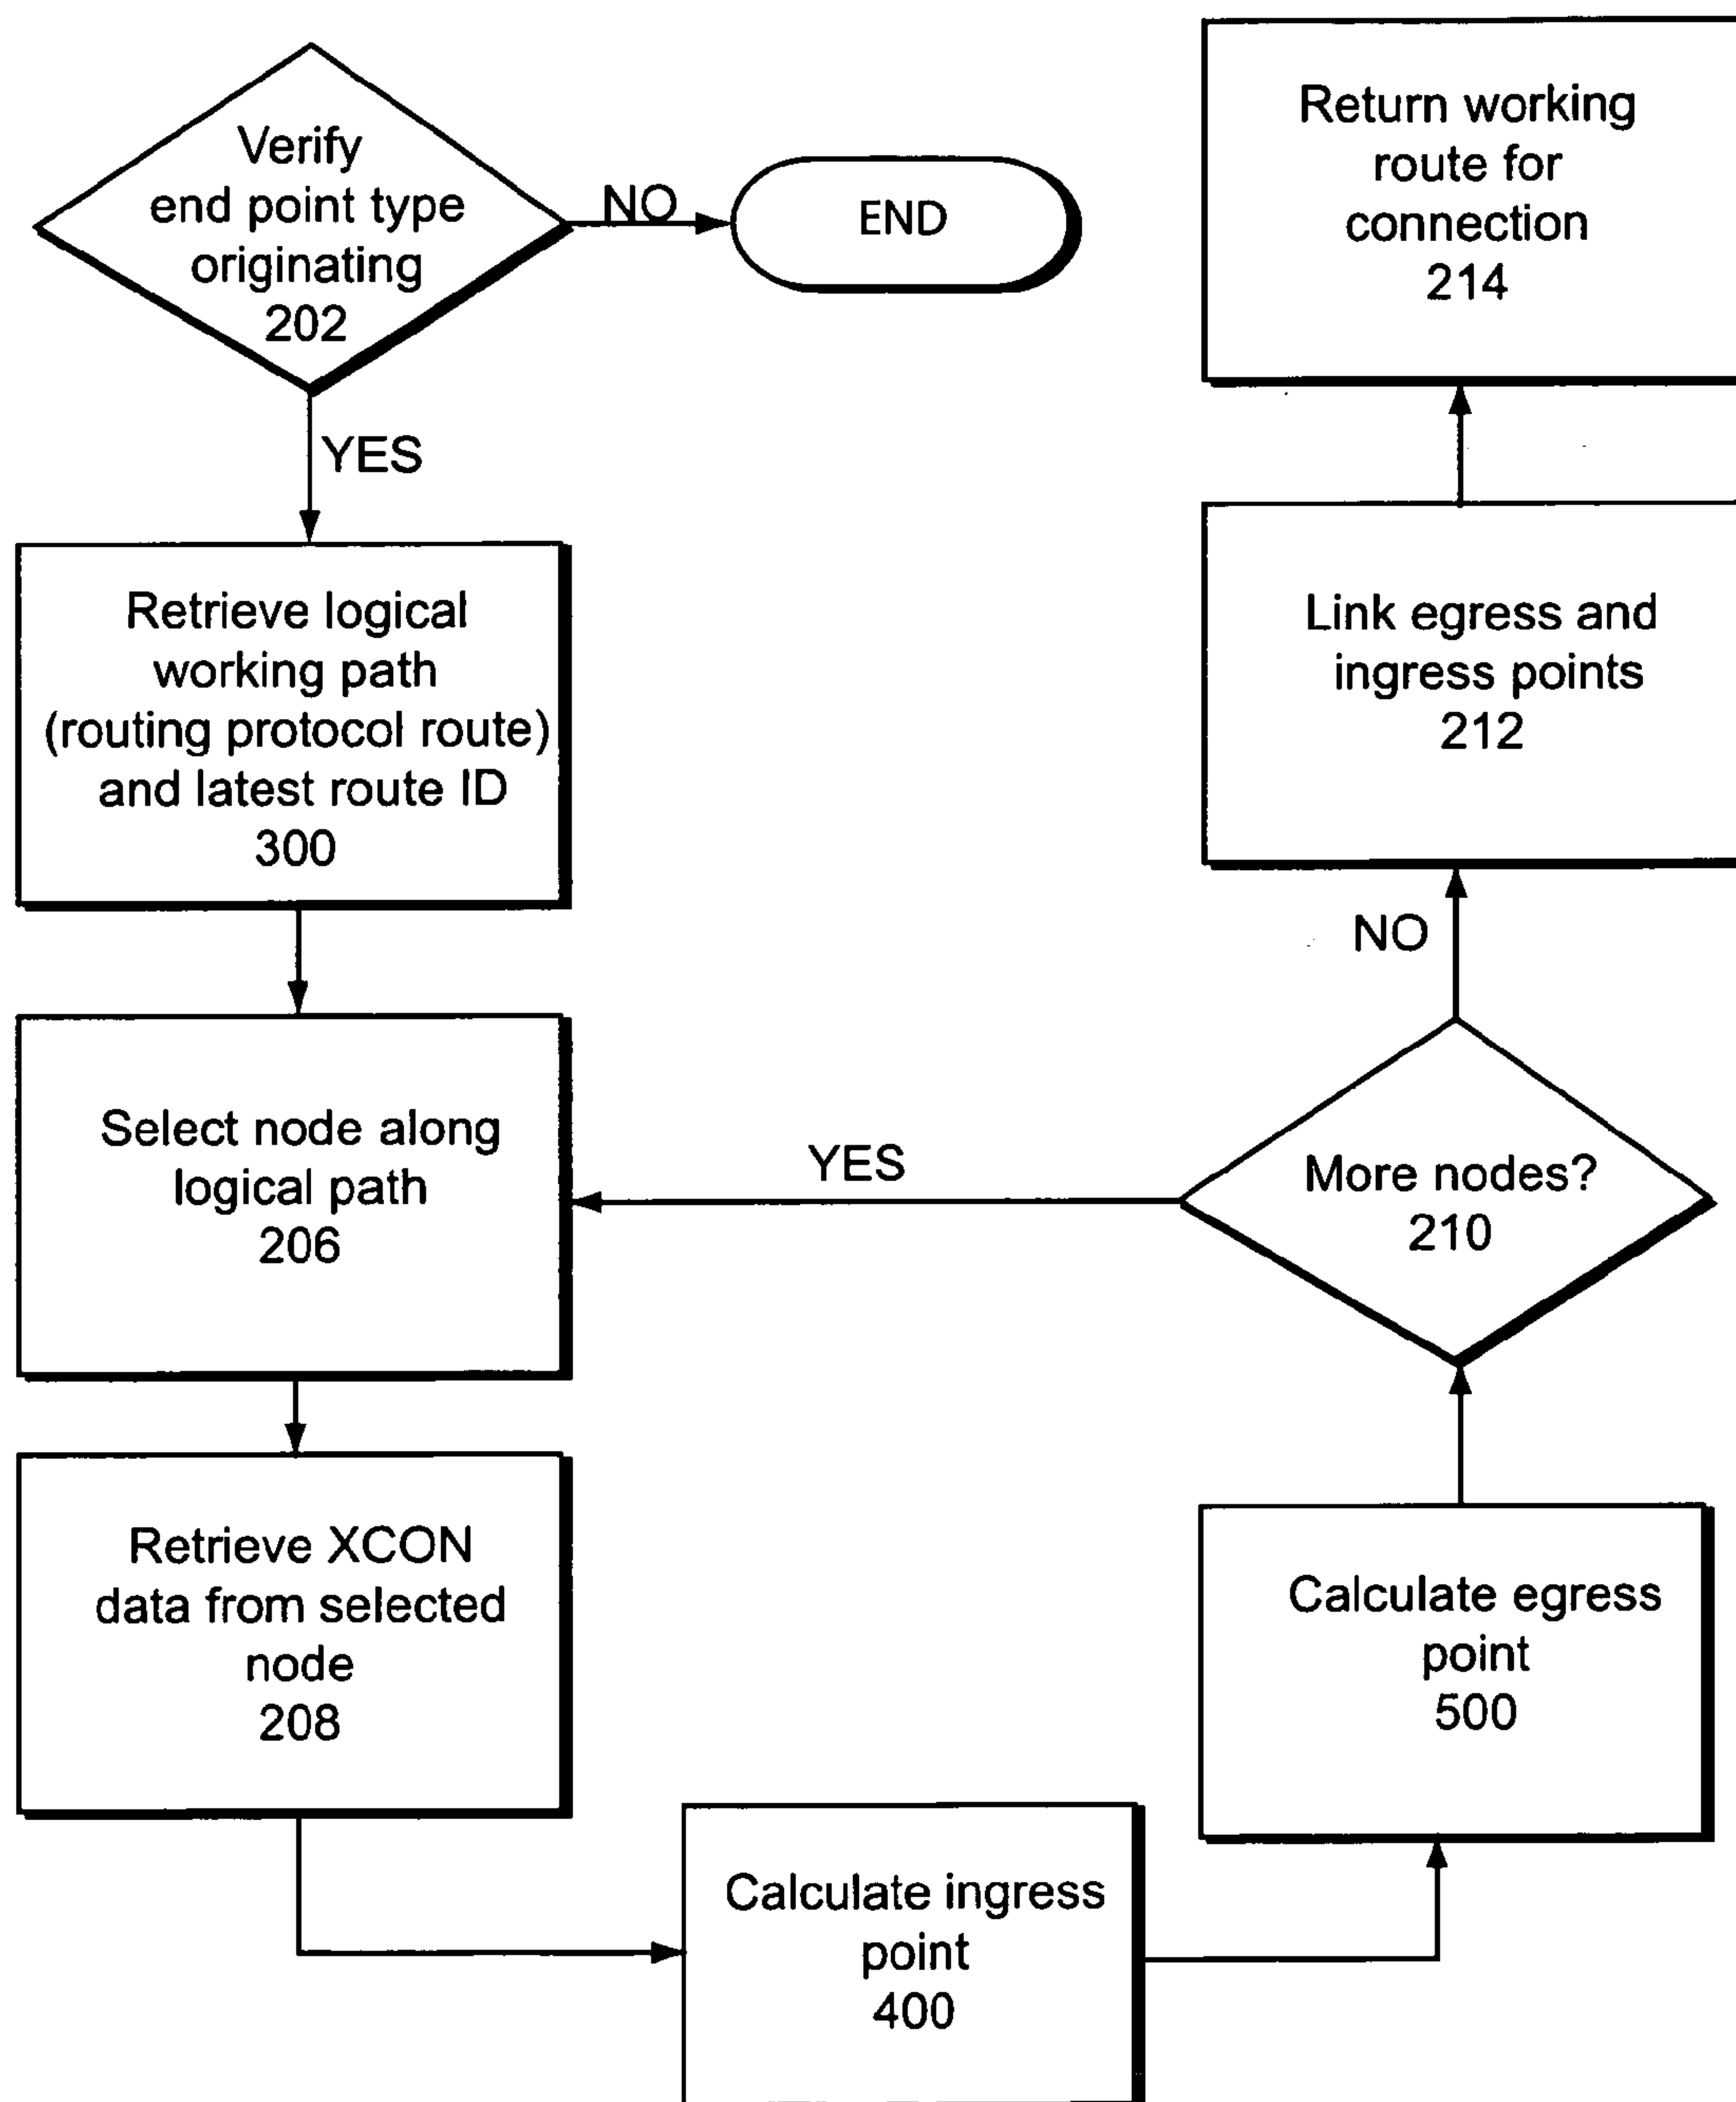 Verify
end point type
originating
202
NO
END
YES
Retrieve logical
working path
(routing protocol route)
and latest route ID
300
Select node along
logical path
206
Retrieve XCON
data from selected
node
208
Calculate ingress
point
400
Calculate egress
point
500
More nodes?
210
YES
NO
Link egress and
ingress points
212
Return working
route for
connection
214